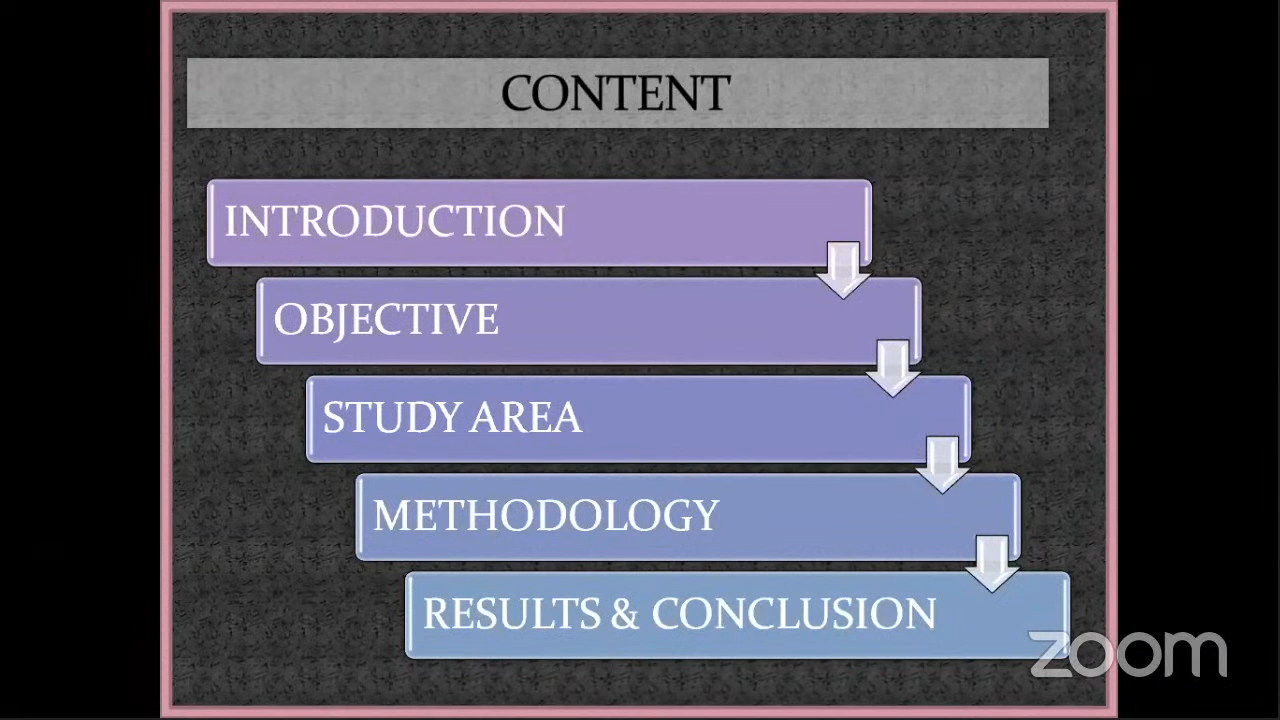 CONTENT
INTRODUCTION
OBJECTIVE
STUDY AREA
METHODOLOGY
RESULTS & CONCLUSION
zoom